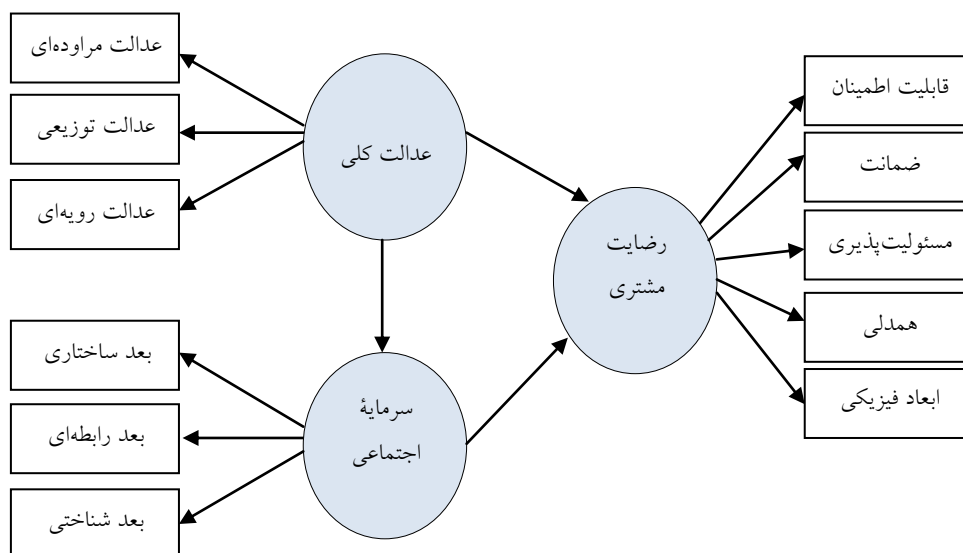 عدالت مراوده‌ای
عدالت توزیعی
عدالت رویه‌ای
عدالت کلی
قابلیت اطمینان
ضمانت
مسئولیت‌پذیری
همدلی
ابعاد فیزیکی
رضایت
مشتری
بعد ساختاری
بعد رابطه‌ای
بعد شناختی
سرمایۀ
اجتماعی